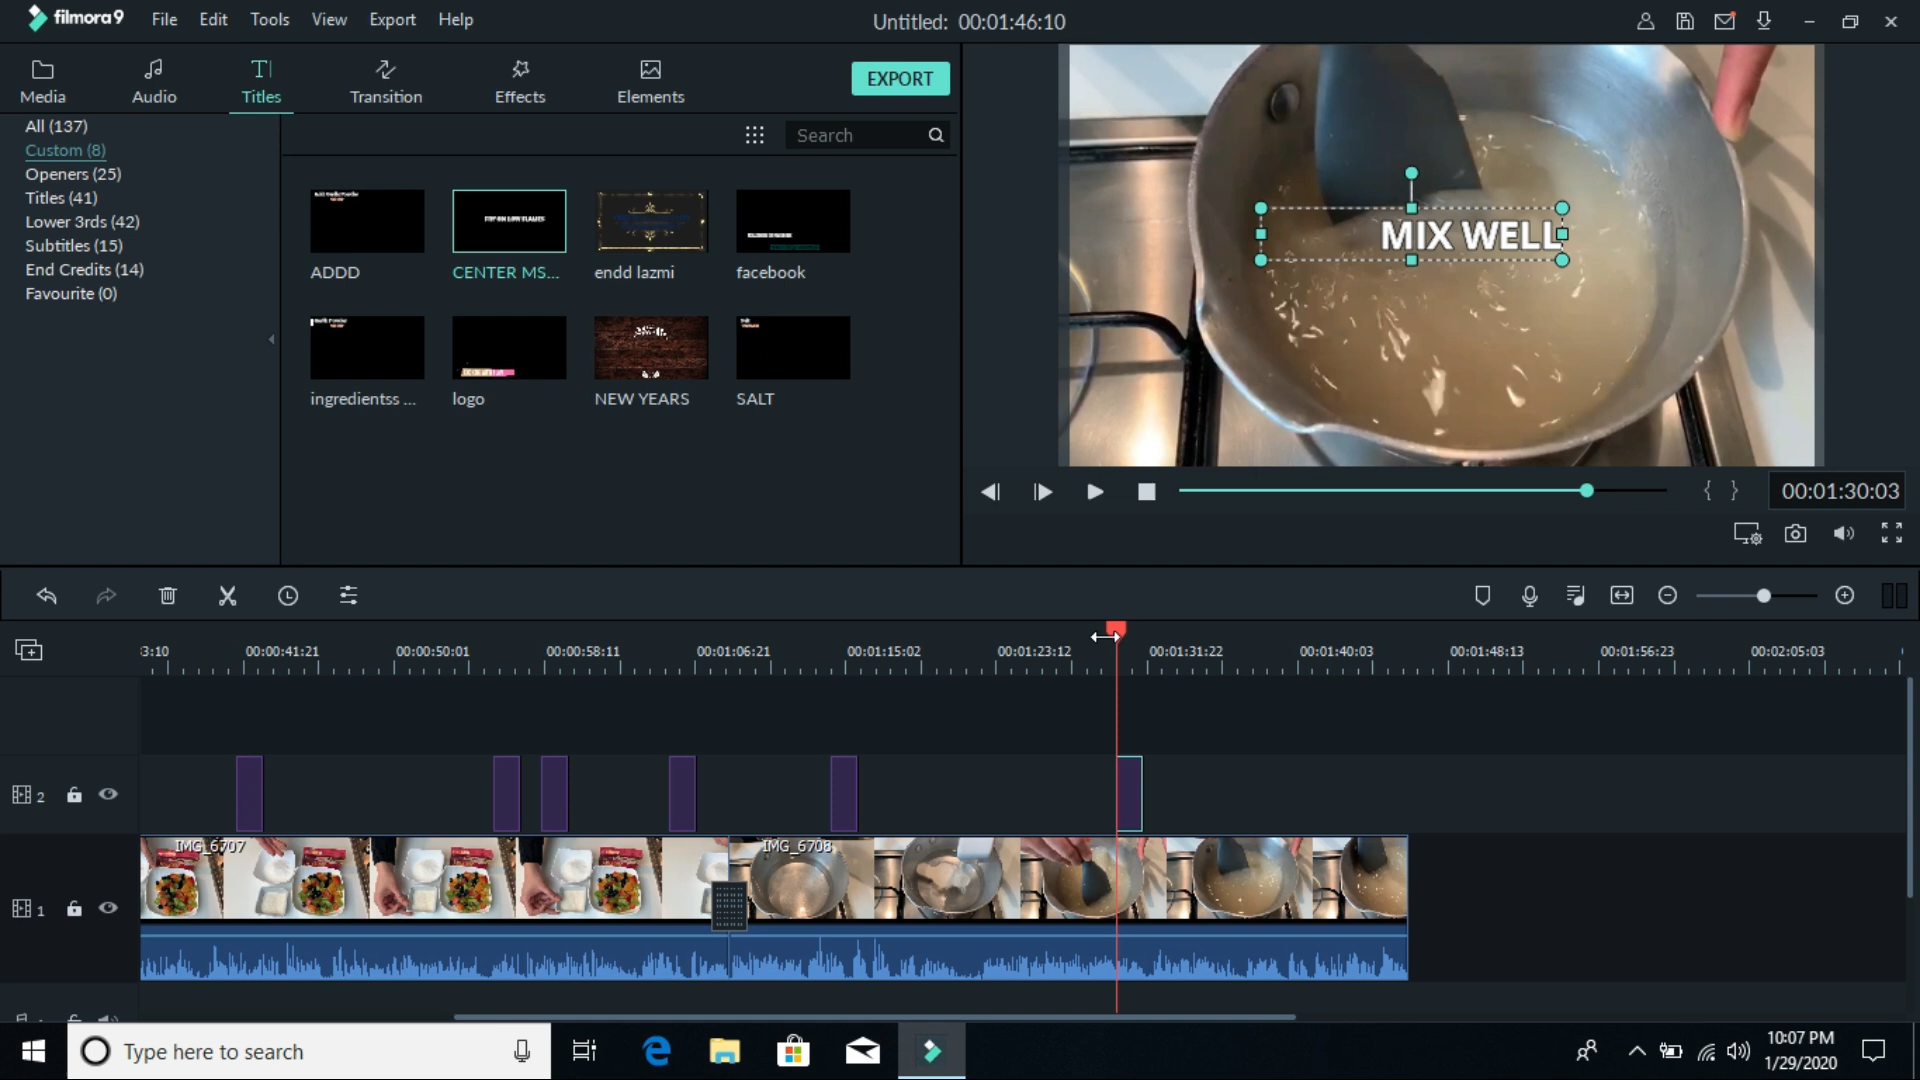 filmora9 File Edit Tools View Export Help Untitled: 00:01:46:10
Media Audio Titles Transition Effects Elements EXPORT
All (137)
Custom (8)
Openers (25)
Titles (41)
Lower 3rds (42)
Subtitles (15)
End Credits (14)
Favourite (0)
Search
ADDD CENTER MS... endd lazmi facebook
ingredientss ... logo NEW YEARS SALT
MIX WELL
{ } 00:01:30:03
3:10 00:00:41:21 00:00:50:01 00:00:58:11 00:01:06:21 00:01:15:02 00:01:23:12 00:01:31:22 00:01:40:03 00:01:48:13 00:01:56:23 00:02:05:03
2
IMG_6707 IMG_6708
1
Type here to search
10:07 PM
1/29/2020